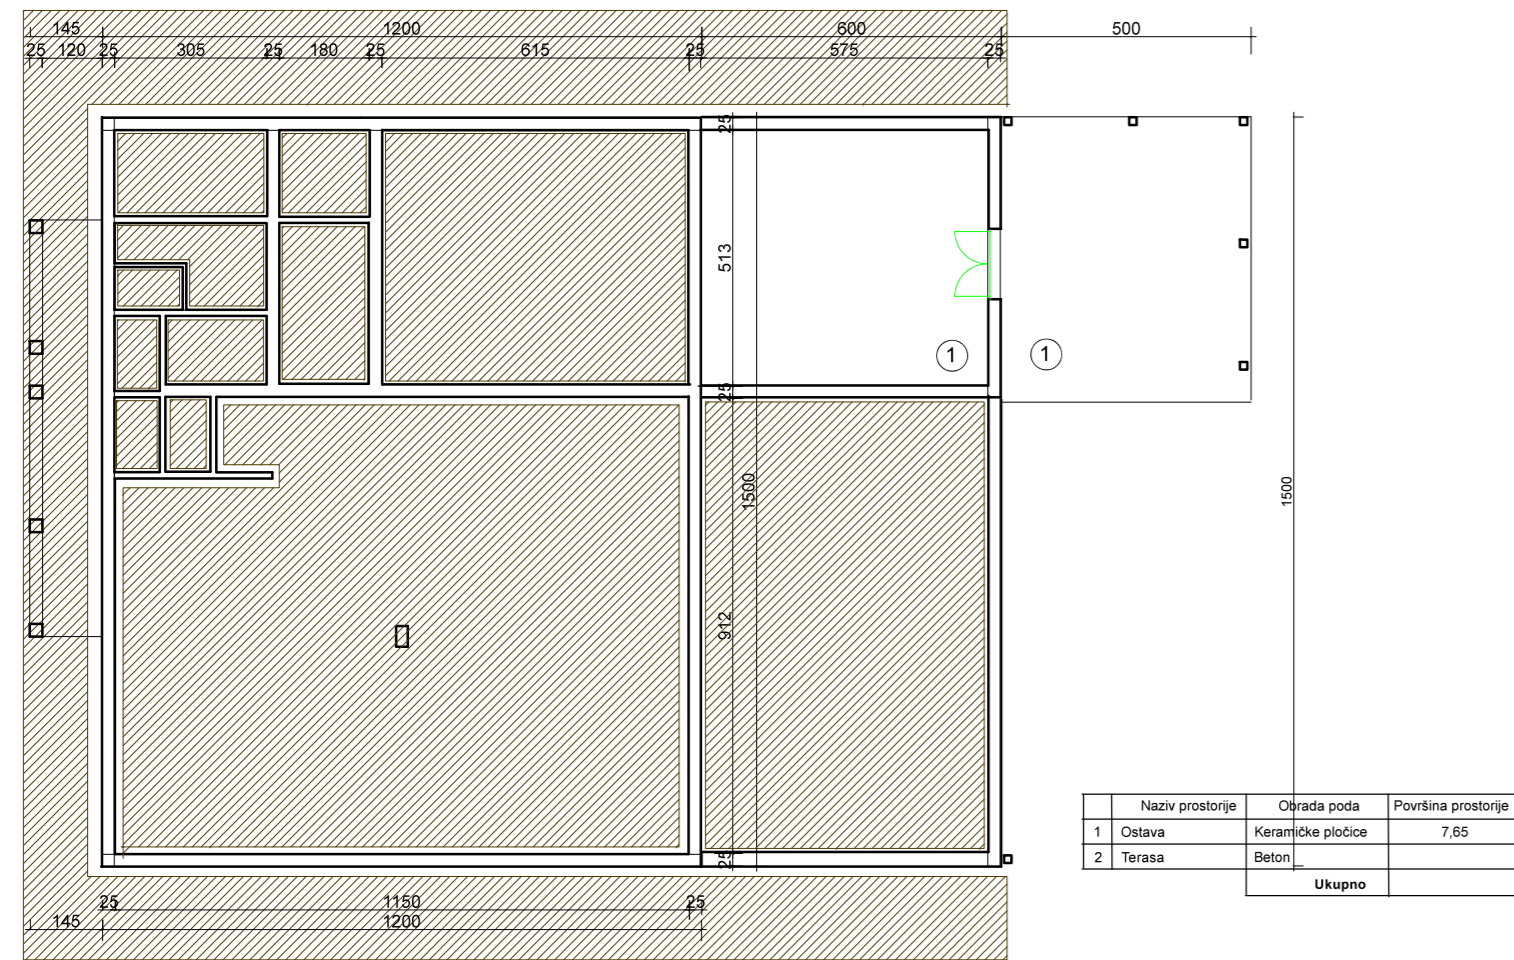 145 1200 600 500
25 120 25 305 25 180 25 615 25 575 25
25
513
1 1
25
1500
1500
912
25
Naziv prostorije Obrada poda Površina prostorije
1 Ostava Keramičke pločice 7,65
2 Terasa Beton
Ukupno
25 1150 25
145 1200